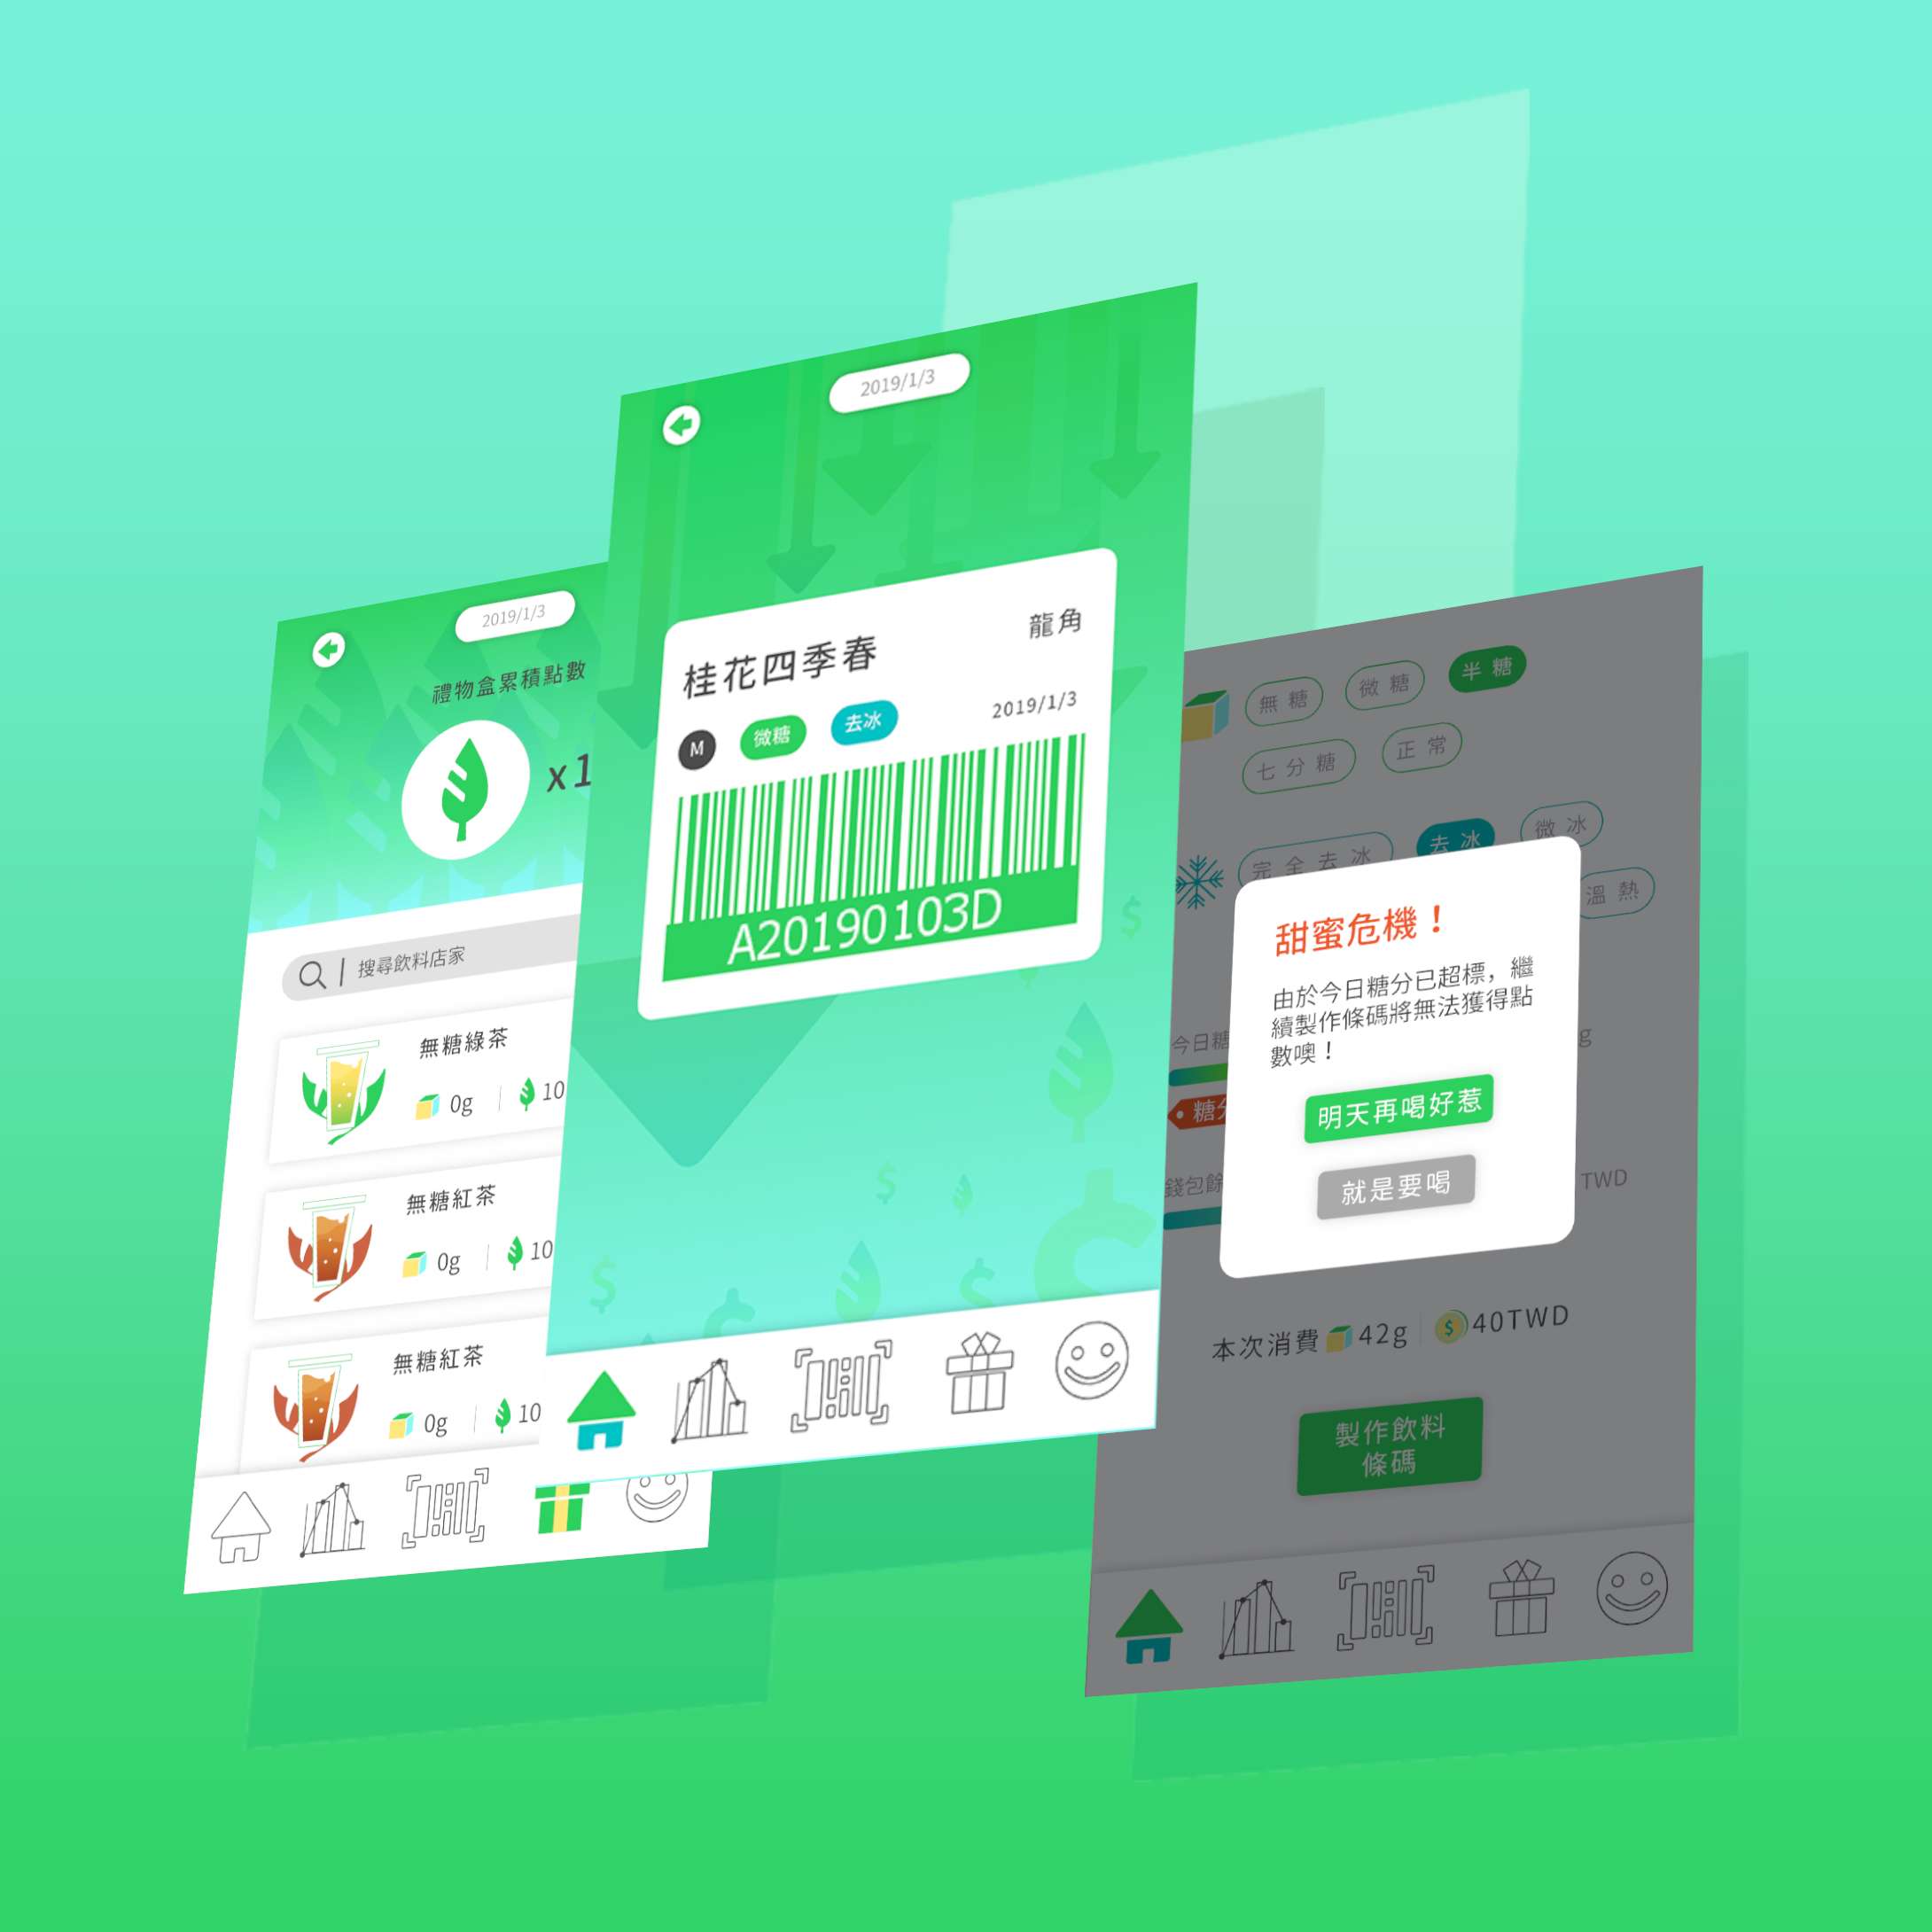 2019/1/3
禮物盒累積點數
x1
搜尋飲料店家
無糖綠茶
0g
10
無糖紅茶
0g
10
無糖紅茶
0g
10
2019/1/3
桂花四季春
龍角
M
微糖
去冰
2019/1/3
A20190103D
無糖
微糖
半糖
七分糖
正常
完全去冰
去冰
微冰
溫熱
甜蜜危機！
由於今日糖分已超標，繼
續製作條碼將無法獲得點
數噢！
明天再喝好惹
就是要喝
今日糖
g
糖分
錢包餘
TWD
本次消費
42g
$
40TWD
製作飲料
條碼